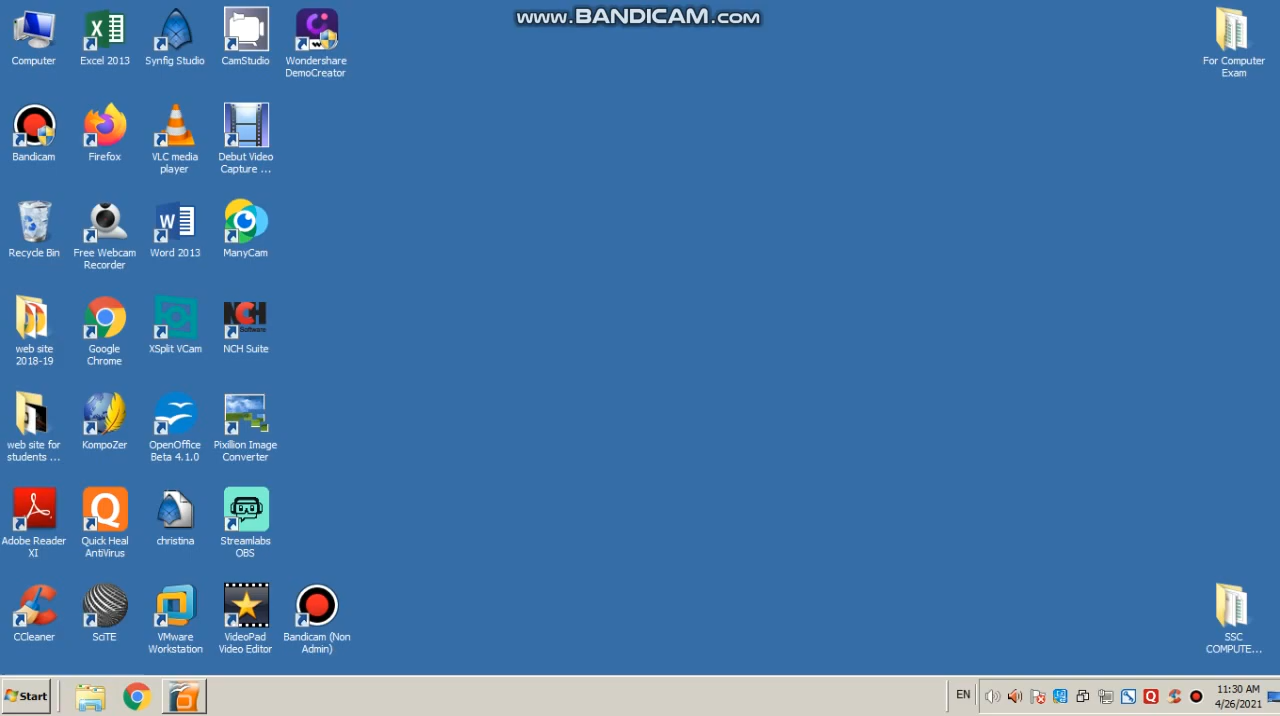 www.BANDICAM.com
Computer
Excel 2013
Synfig Studio
CamStudio
Wondershare
DemoCreator
For Computer
Exam
Bandicam
Firefox
VLC media
player
Debut Video
Capture ...
Recycle Bin
Free Webcam
Recorder
Word 2013
ManyCam
web site
2018-19
Google
Chrome
XSplit VCam
NCH
Software
NCH Suite
web site for
students ...
KompoZer
OpenOffice
Beta 4.1.0
Pixillion Image
Converter
Adobe Reader
XI
Quick Heal
AntiVirus
christina
Streamlabs
OBS
CCleaner
SciTE
VMware
Workstation
VideoPad
Video Editor
Bandicam (Non
Admin)
SSC
COMPUTE...
Start
EN
11:30 AM
4/26/2021